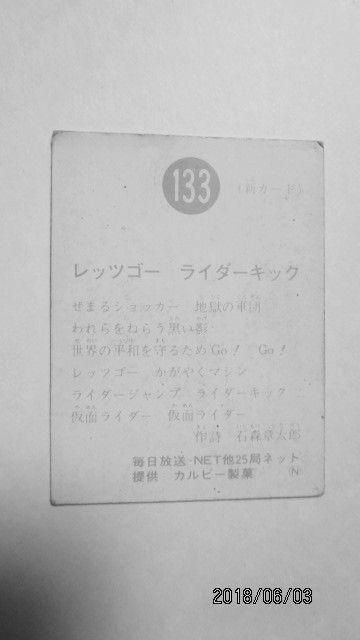 133
(新カード)
レッツゴー ライダーキック
せまるショッカー 地獄の軍団
われらをねらう黒い影
世界の平和を守るためGo! Go!
レッツゴー かがやくマシン
ライダージャンプ ライダーキック
仮面ライダー 仮面ライダー
作詩 石森章太郎
毎日放送・NET他25局ネット
提供 カルビー製菓 N
2018/06/03